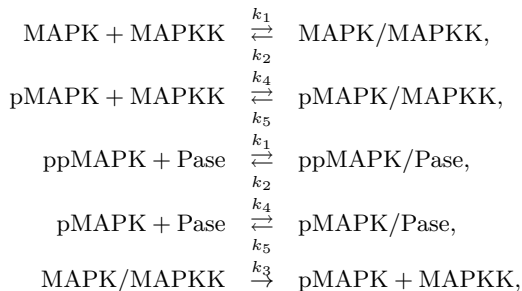 MAPK + MAPKK k₁ ⇄ k₂ MAPK/MAPKK,
pMAPK + MAPKK k₄ ⇄ k₅ pMAPK/MAPKK,
ppMAPK + Pase k₁ ⇄ k₂ ppMAPK/Pase,
pMAPK + Pase k₄ ⇄ k₅ pMAPK/Pase,
MAPK/MAPKK k₃ → pMAPK + MAPKK,